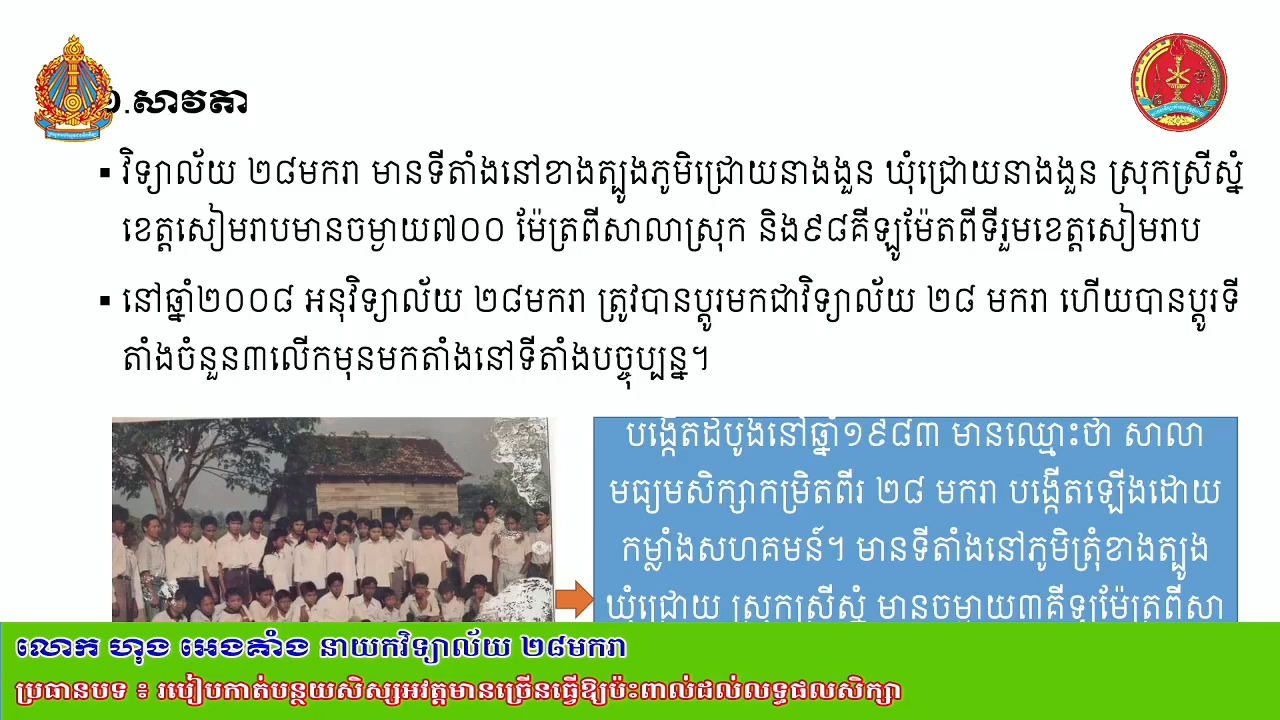 ១.សាវតា
▪ វិទ្យាល័យ ២៨មករា មានទីតាំងនៅខាងត្បូងភូមិជ្រោយនាងងួន ឃុំជ្រោយនាងងួន ស្រុកស្រីស្នំ
ខេត្តសៀមរាបមានចម្ងាយ៧០០ ម៉ែត្រពីសាលាស្រុក និង៩៨គីឡូម៉ែតពីទីរួមខេត្តសៀមរាប
▪ នៅឆ្នាំ២០០៨ អនុវិទ្យាល័យ ២៨មករា ត្រូវបានប្តូរមកជាវិទ្យាល័យ ២៨ មករា ហើយបានប្តូរទី
តាំងចំនួន៣លើកមុនមកតាំងនៅទីតាំងបច្ចុប្បន្ន។
បង្កើតដំបូងនៅឆ្នាំ១៩៨៣ មានឈ្មោះថា សាលា
មធ្យមសិក្សាកម្រិតពីរ ២៨ មករា បង្កើតឡើងដោយ
កម្លាំងសហគមន៍។ មានទីតាំងនៅភូមិត្រុំខាងត្បូង
ឃុំជ្រោយ ស្រុកស្រីស្នំ មានចម្ងាយ៣គីឡូម៉ែត្រពីសា
លោក ហុង អេងគាំង នាយកវិទ្យាល័យ ២៨មករា
ប្រធានបទ ៖ របៀបកាត់បន្ថយសិស្សអវត្តមានច្រើនធ្វើឱ្យប៉ះពាល់ដល់លទ្ធផលសិក្សា